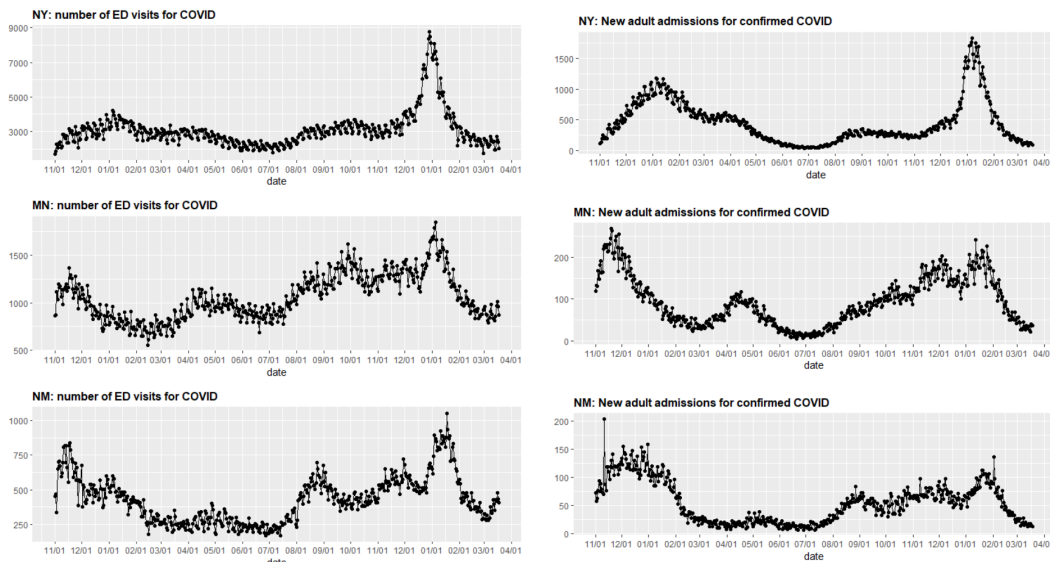 NY: number of ED visits for COVID
9000
7000
5000
3000
11/01 12/01 01/01 02/01 03/01 04/01 05/01 06/01 07/01 08/01 09/01 10/01 11/01 12/01 01/01 02/01 03/01 04/01
date
NY: New adult admissions for confirmed COVID
1500
1000
500
0
11/01 12/01 01/01 02/01 03/01 04/01 05/01 06/01 07/01 08/01 09/01 10/01 11/01 12/01 01/01 02/01 03/01 04/0
date
MN: number of ED visits for COVID
1500
1000
500
11/01 12/01 01/01 02/01 03/01 04/01 05/01 06/01 07/01 08/01 09/01 10/01 11/01 12/01 01/01 02/01 03/01 04/01
date
MN: New adult admissions for confirmed COVID
200
100
0
11/01 12/01 01/01 02/01 03/01 04/01 05/01 06/01 07/01 08/01 09/01 10/01 11/01 12/01 01/01 02/01 03/01 04/0
date
NM: number of ED visits for COVID
1000
750
500
250
11/01 12/01 01/01 02/01 03/01 04/01 05/01 06/01 07/01 08/01 09/01 10/01 11/01 12/01 01/01 02/01 03/01 04/01
date
NM: New adult admissions for confirmed COVID
200
150
100
50
0
11/01 12/01 01/01 02/01 03/01 04/01 05/01 06/01 07/01 08/01 09/01 10/01 11/01 12/01 01/01 02/01 03/01 04/0
date